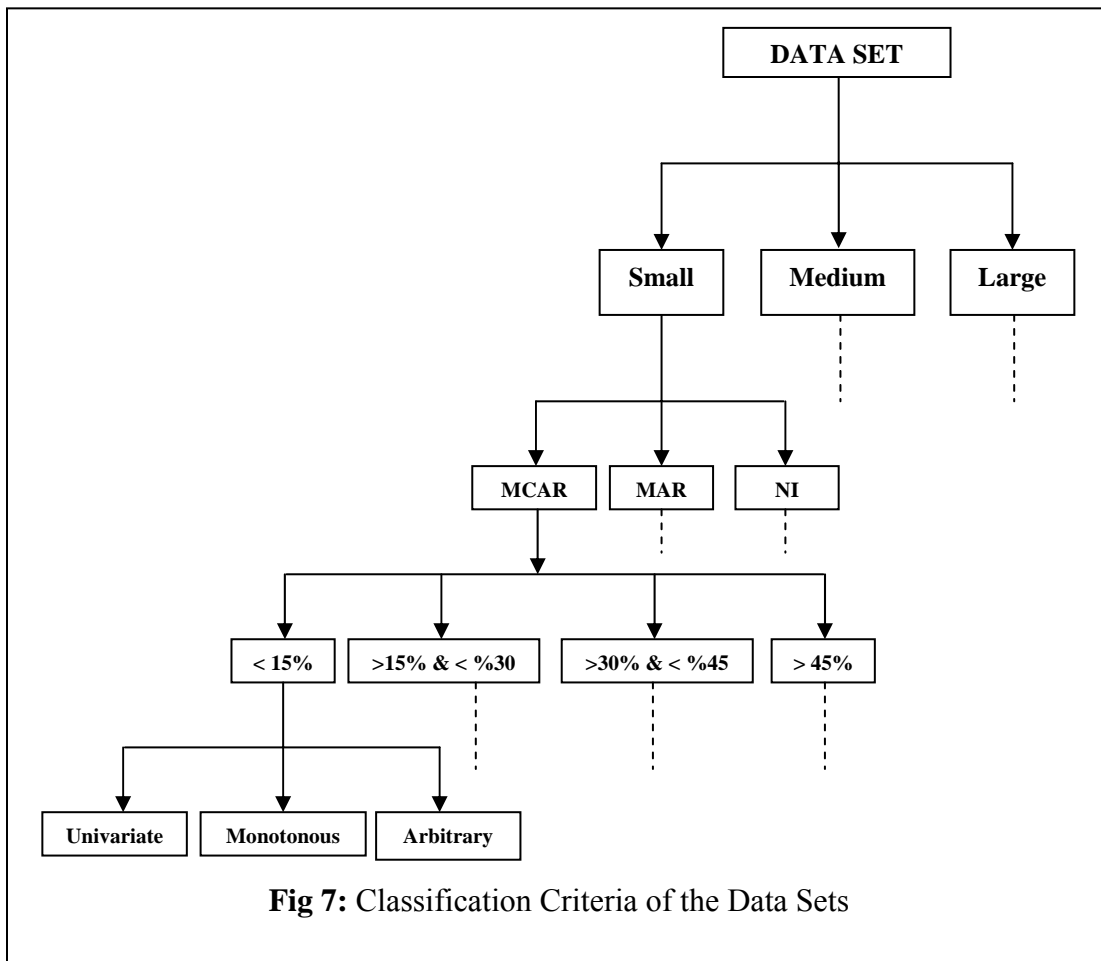 DATA SET
Small
Medium
Large
MCAR
MAR
NI
< 15%
>15% & < %30
>30% & < %45
> 45%
Univariate
Monotonous
Arbitrary
Fig 7: Classification Criteria of the Data Sets